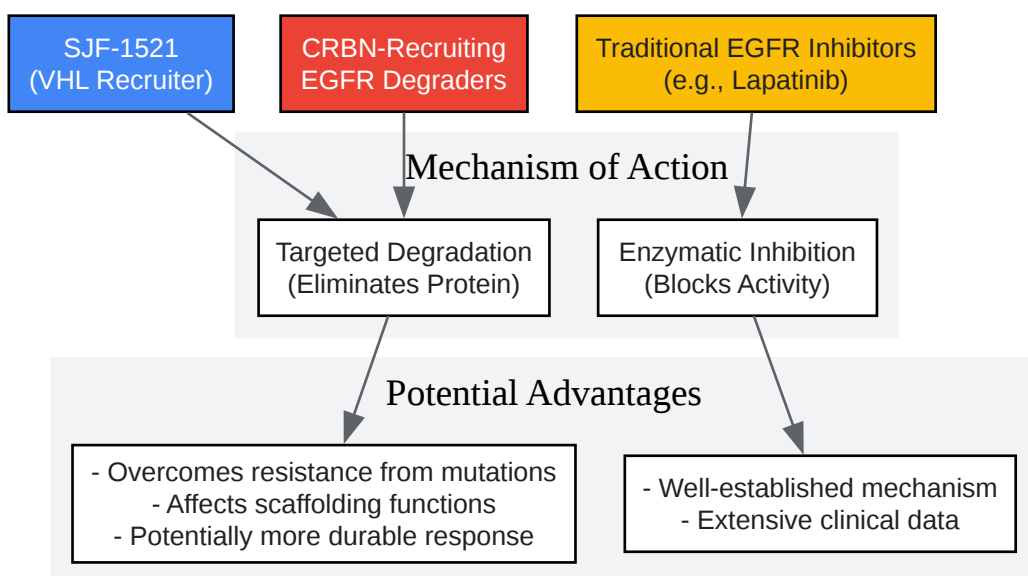 SJF-1521
(VHL Recruiter)
CRBN-Recruiting
EGFR Degraders
Traditional EGFR Inhibitors
(e.g., Lapatinib)
Mechanism of Action
Targeted Degradation
(Eliminates Protein)
Enzymatic Inhibition
(Blocks Activity)
Potential Advantages
- Overcomes resistance from mutations
- Affects scaffolding functions
- Potentially more durable response
- Well-established mechanism
- Extensive clinical data